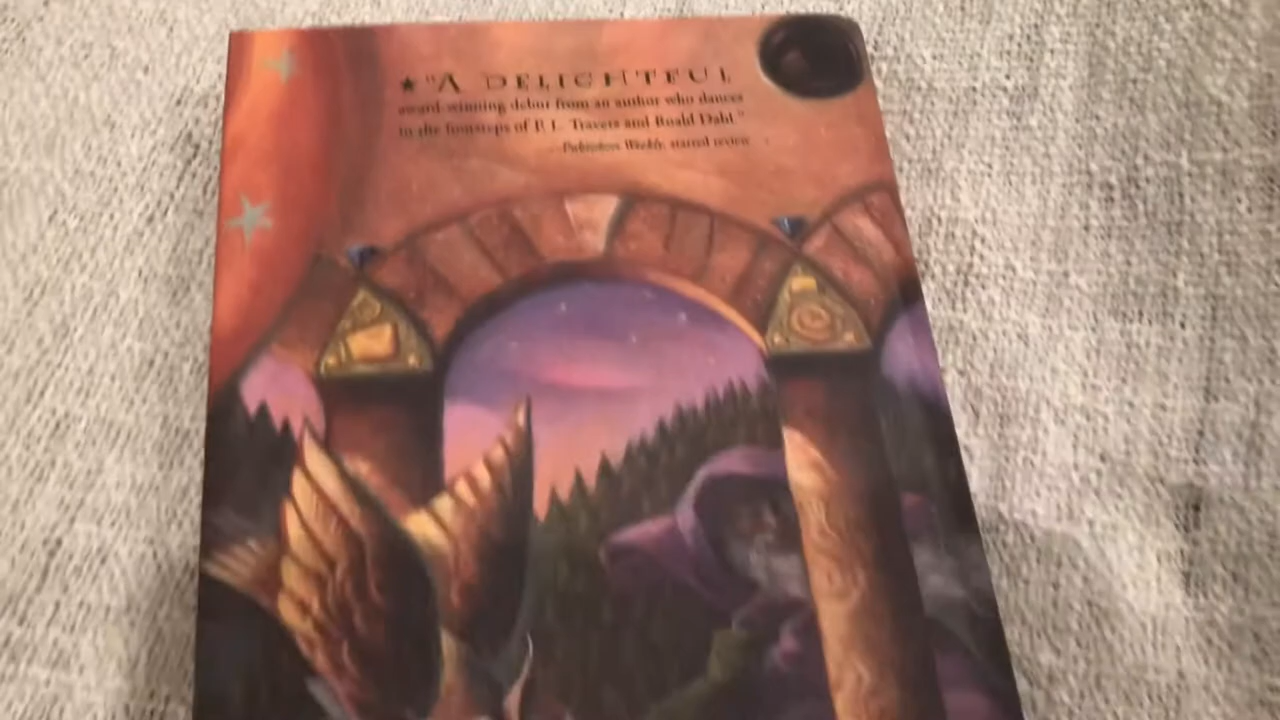 ★ "A DELIGHTFUL
award-winning debut from an author who dances
in the footsteps of P. L. Travers and Roald Dahl."
—Publishers Weekly, starred review